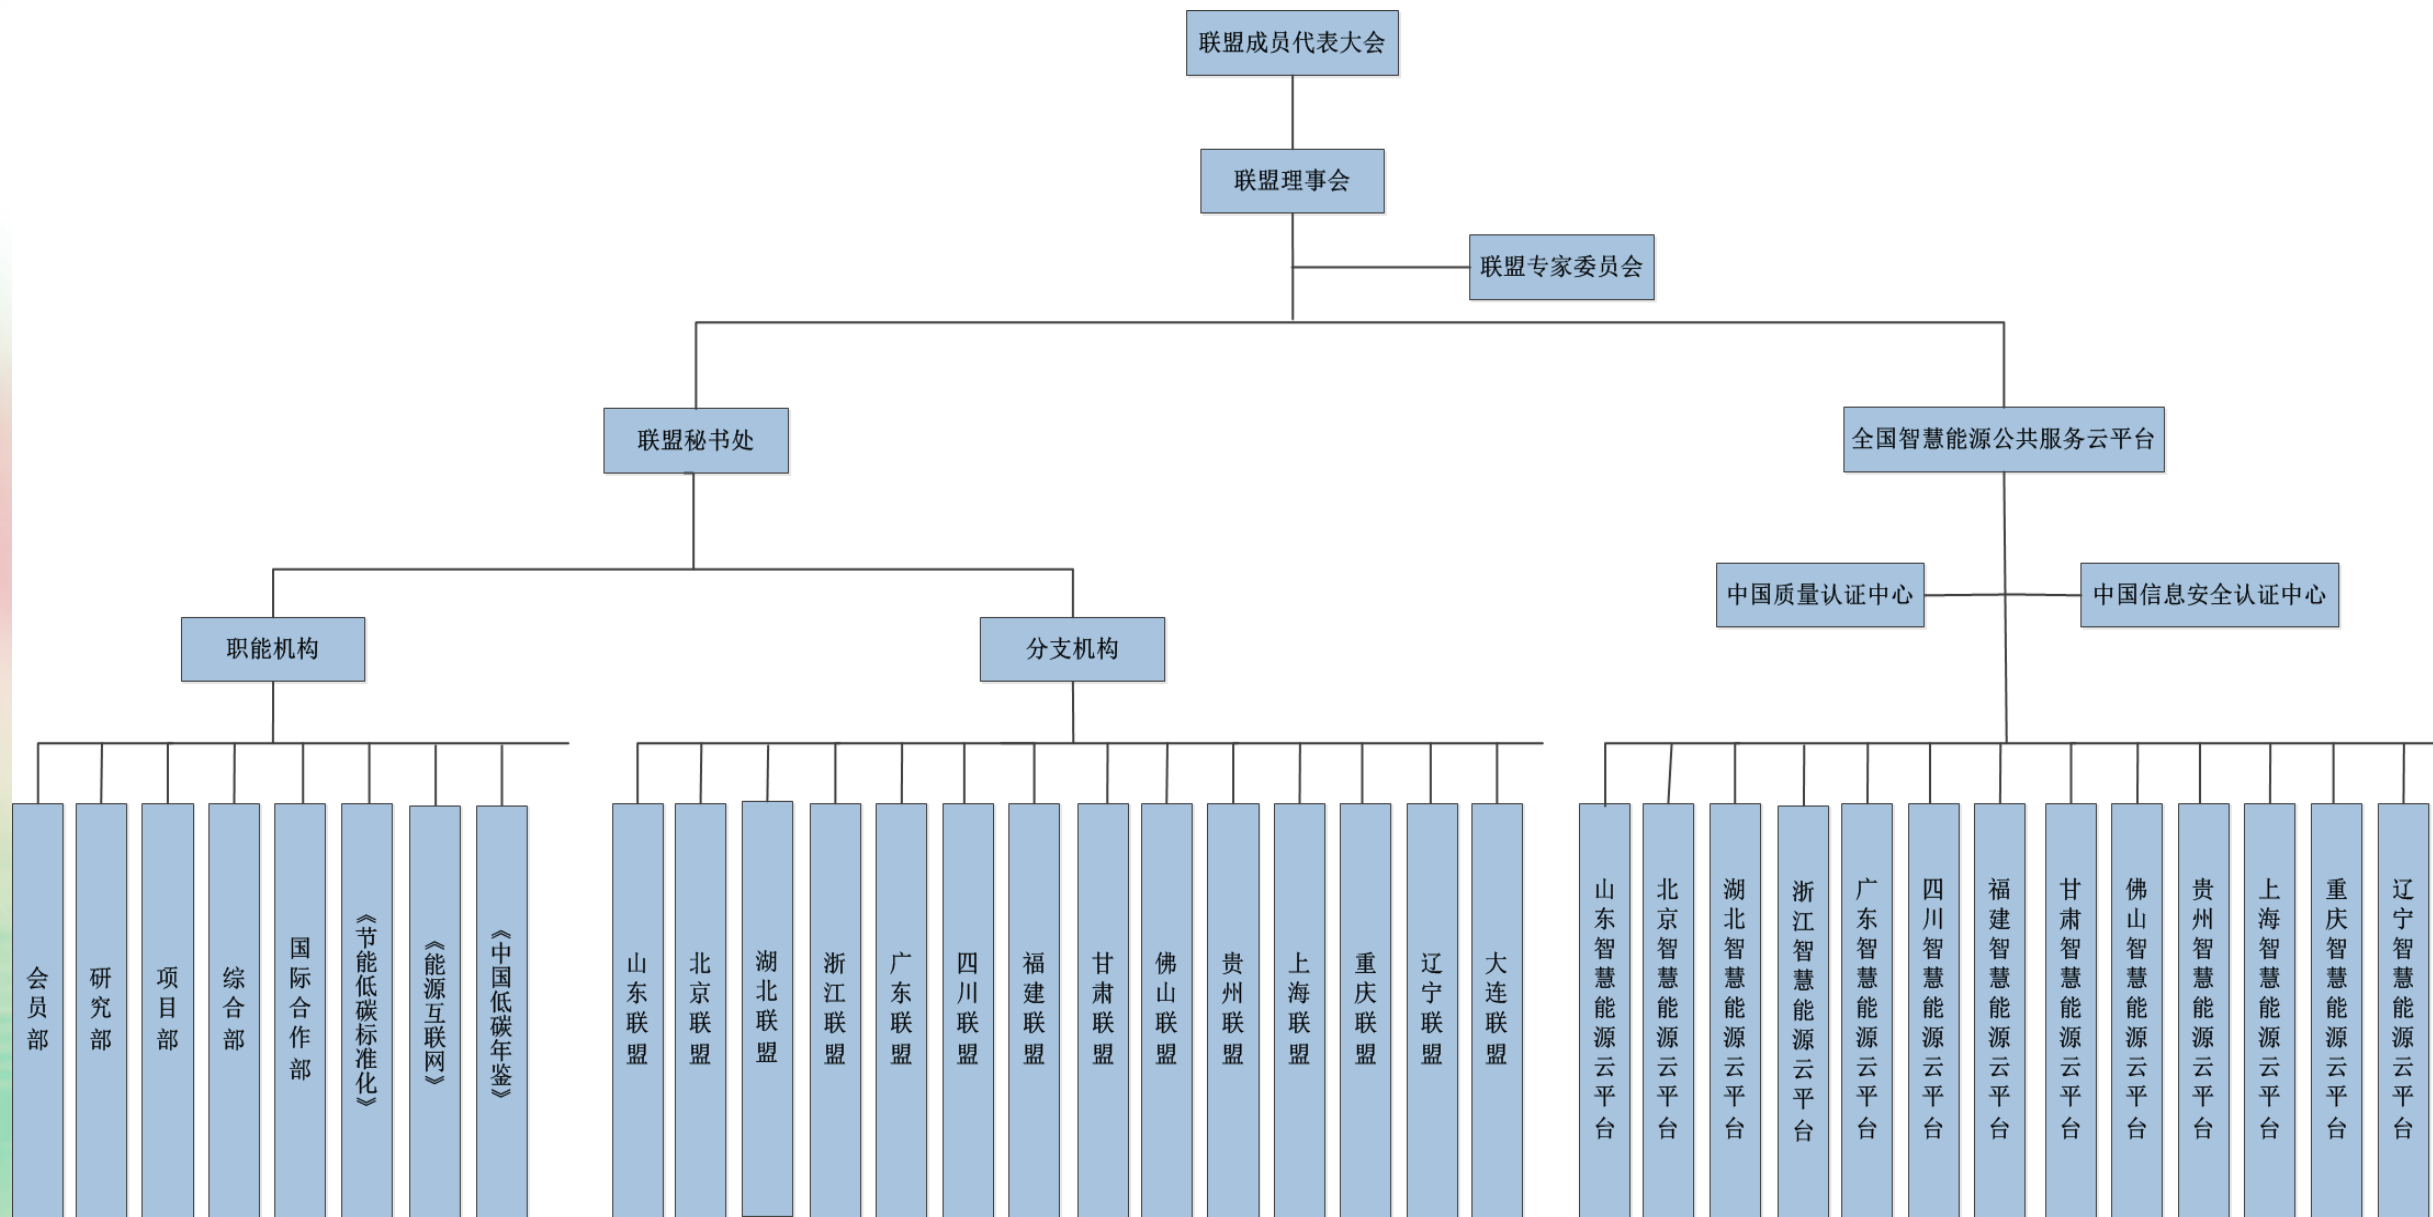 联盟成员代表大会
联盟理事会
联盟专家委员会
联盟秘书处
全国智慧能源公共服务云平台
中国质量认证中心
中国信息安全认证中心
职能机构
分支机构
会员部
研究部
项目部
综合部
国际合作部
《节能低碳标准化》
《能源互联网》
《中国低碳年鉴》
山东联盟
北京联盟
湖北联盟
浙江联盟
广东联盟
四川联盟
福建联盟
甘肃联盟
佛山联盟
贵州联盟
上海联盟
重庆联盟
辽宁联盟
大连联盟
山东智慧能源云平台
北京智慧能源云平台
湖北智慧能源云平台
浙江智慧能源云平台
广东智慧能源云平台
四川智慧能源云平台
福建智慧能源云平台
甘肃智慧能源云平台
佛山智慧能源云平台
贵州智慧能源云平台
上海智慧能源云平台
重庆智慧能源云平台
辽宁智慧能源云平台